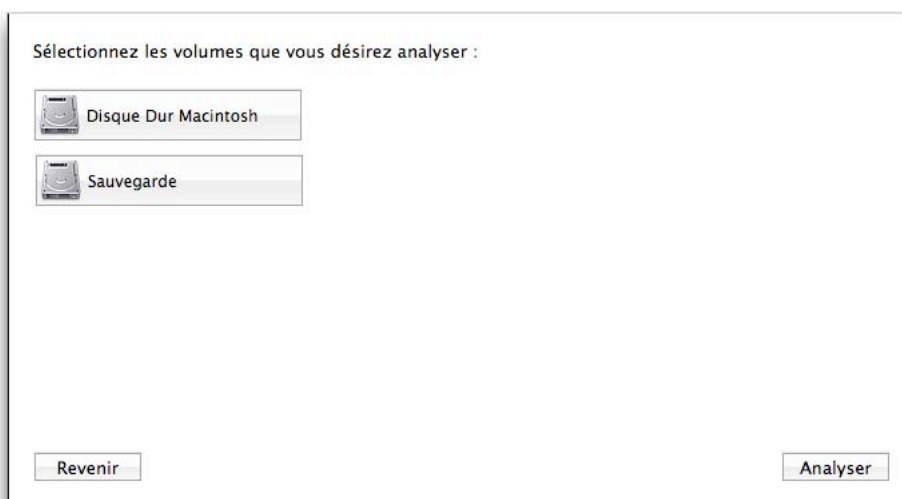 Sélectionnez les volumes que vous désirez analyser :
Disque Dur Macintosh
Sauvegarde
Revenir
Analyser